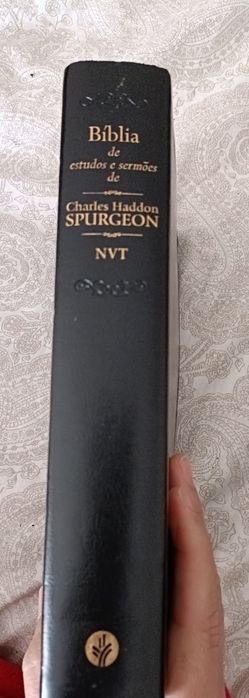 Bíblia
de
estudos e sermões
de
Charles Haddon
SPURGEON
NVT